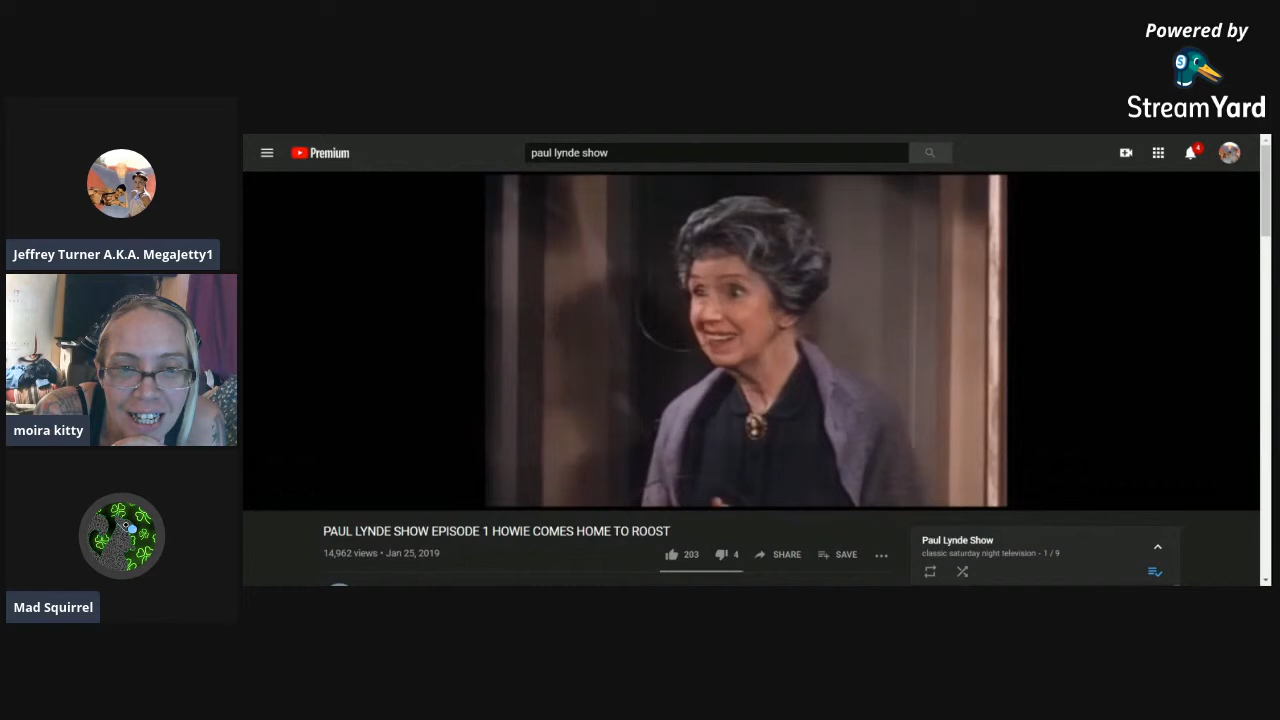 Powered by
StreamYard
Premium
paul lynde show
4
Jeffrey Turner A.K.A. MegaJetty1
moira kitty
Mad Squirrel
PAUL LYNDE SHOW EPISODE 1 HOWIE COMES HOME TO ROOST
14,962 views • Jan 25, 2019
203
4
SHARE
SAVE
Paul Lynde Show
classic saturday night television - 1 / 9